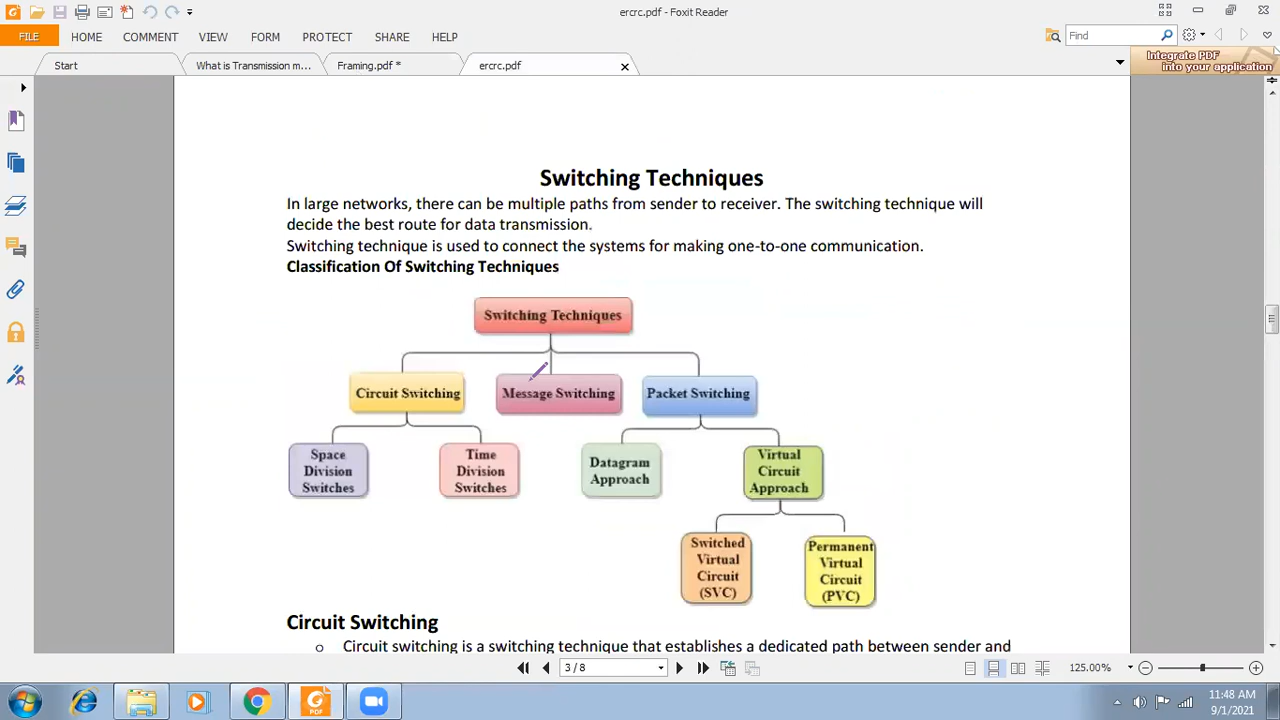 ercrc.pdf - Foxit Reader
FILE HOME COMMENT VIEW FORM PROTECT SHARE HELP
Find
Start What is Transmission m... Framing.pdf * ercrc.pdf
Integrate PDF
into your application
Switching Techniques
In large networks, there can be multiple paths from sender to receiver. The switching technique will
decide the best route for data transmission.
Switching technique is used to connect the systems for making one-to-one communication.
Classification Of Switching Techniques
Switching Techniques
Circuit Switching
Message Switching
Packet Switching
Space
Division
Switches
Time
Division
Switches
Datagram
Approach
Virtual
Circuit
Approach
Switched
Virtual
Circuit
(SVC)
Permanent
Virtual
Circuit
(PVC)
Circuit Switching
o Circuit switching is a switching technique that establishes a dedicated path between sender and
3 / 8
125.00%
11:48 AM
9/1/2021